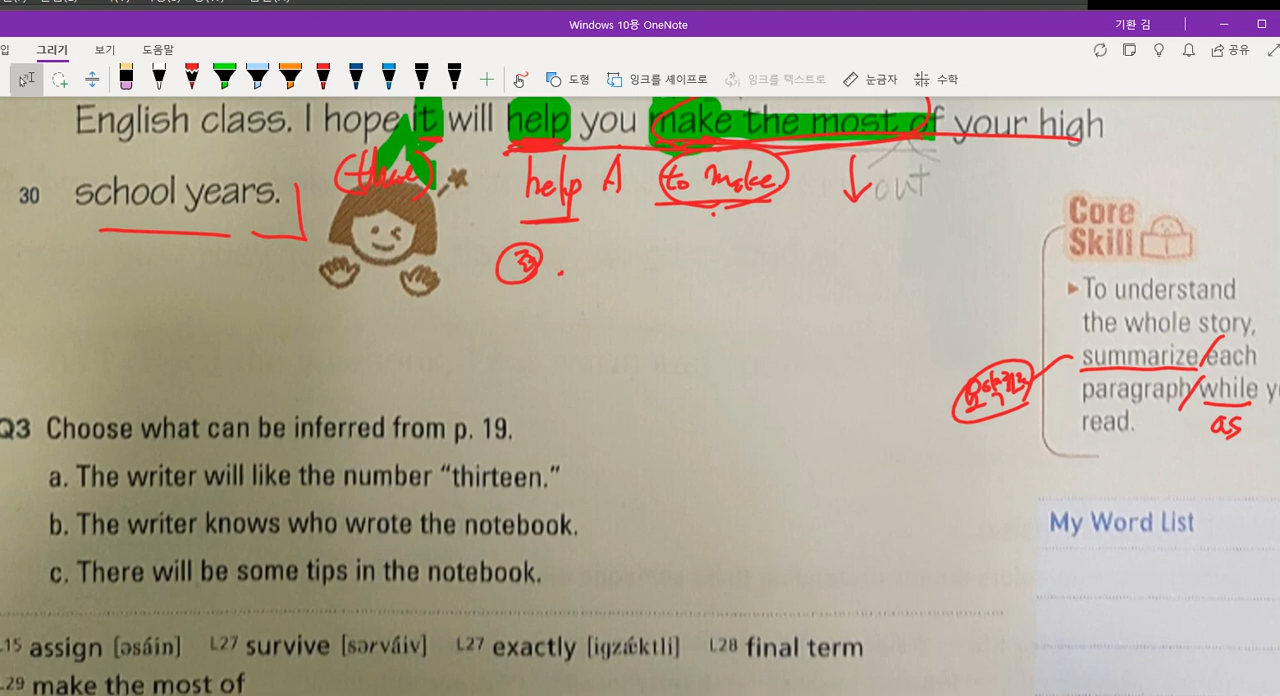 Windows 10용 OneNote
기환 김
입 그리기 보기 도움말
공유
도형 잉크를 셰이프로 잉크를 텍스트로 눈금자 수학
English class. I hope it will help you make the most of your high
(that) help A (to make) out
30 school years.
Core
Skill
To understand
the whole story,
summarize each
paragraph while y
read.
as
Q3 Choose what can be inferred from p. 19.
a. The writer will like the number “thirteen.”
b. The writer knows who wrote the notebook.
c. There will be some tips in the notebook.
My Word List
L15 assign [əsáin] L27 survive [sərváiv] L27 exactly [igzǽktli] L28 final term
L29 make the most of